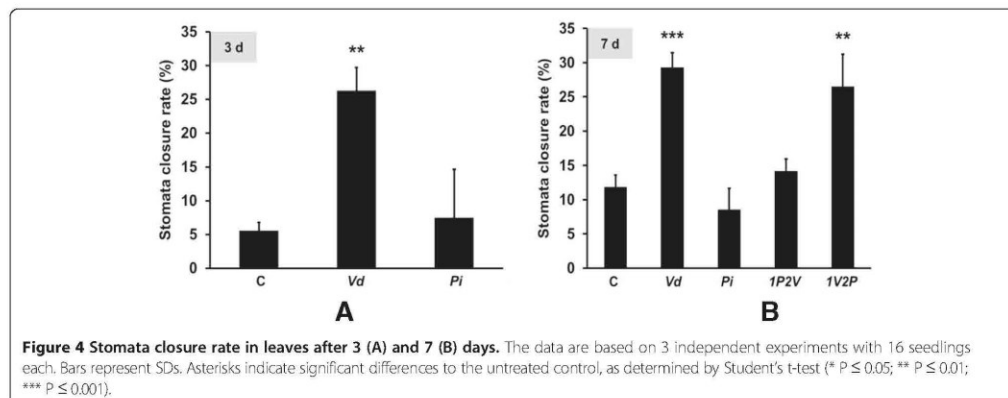 3 d
**
Stomata closure rate (%)
35
30
25
20
15
10
5
0
C Vd Pi
A
7 d
***
**
Stomata closure rate (%)
35
30
25
20
15
10
5
0
C Vd Pi 1P2V 1V2P
B
Figure 4 Stomata closure rate in leaves after 3 (A) and 7 (B) days. The data are based on 3 independent experiments with 16 seedlings
each. Bars represent SDs. Asterisks indicate significant differences to the untreated control, as determined by Student's t-test (* P ≤ 0.05; ** P ≤ 0.01;
*** P ≤ 0.001).